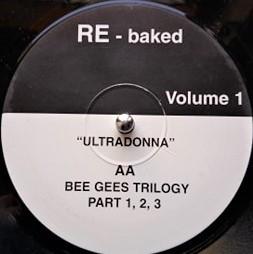 RE - baked
Volume 1
"ULTRADONNA"
AA
BEE GEES TRILOGY
PART 1, 2, 3